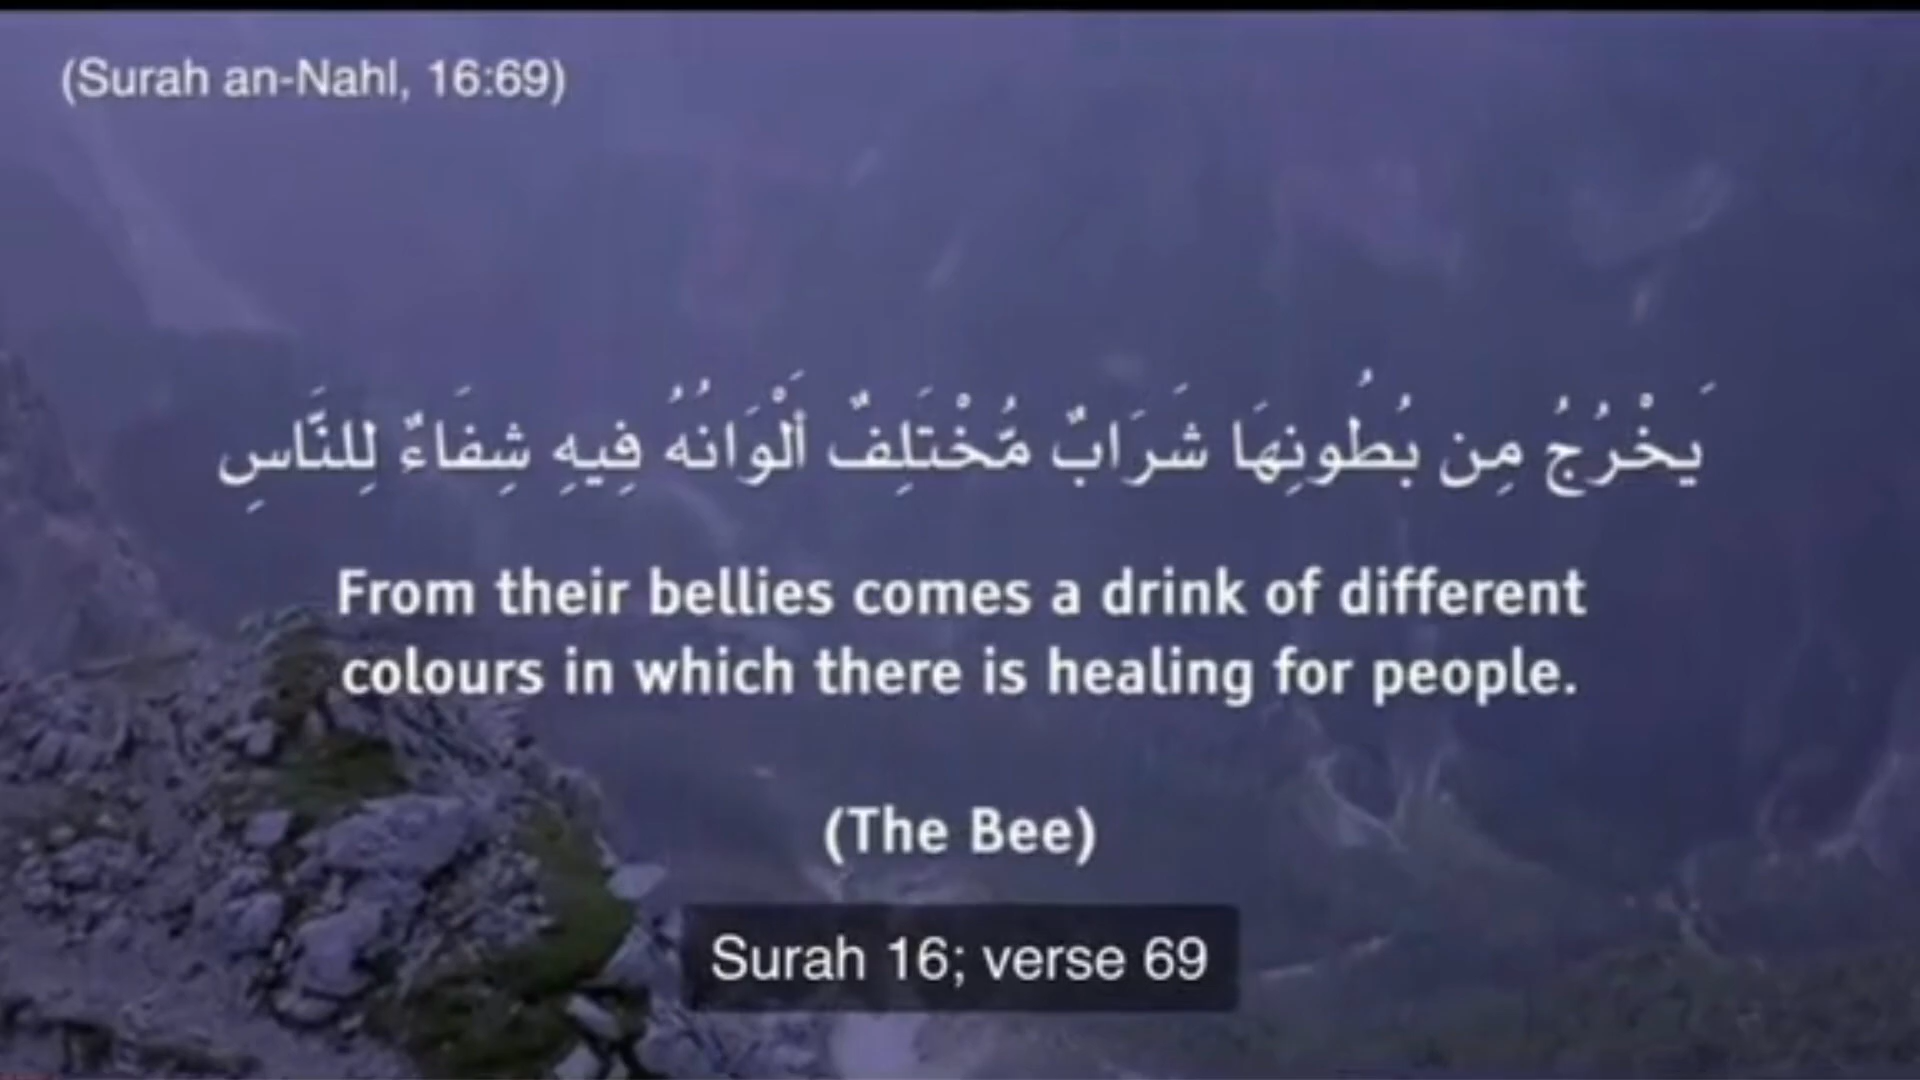 (Surah an-Nahl, 16:69)
يَخْرُجُ مِن بُطُونِهَا شَرَابٌ مُّخْتَلِفٌ أَلْوَانُهُ فِيهِ شِفَاءٌ لِلنَّاسِ
From their bellies comes a drink of different
colours in which there is healing for people.
(The Bee)
Surah 16; verse 69